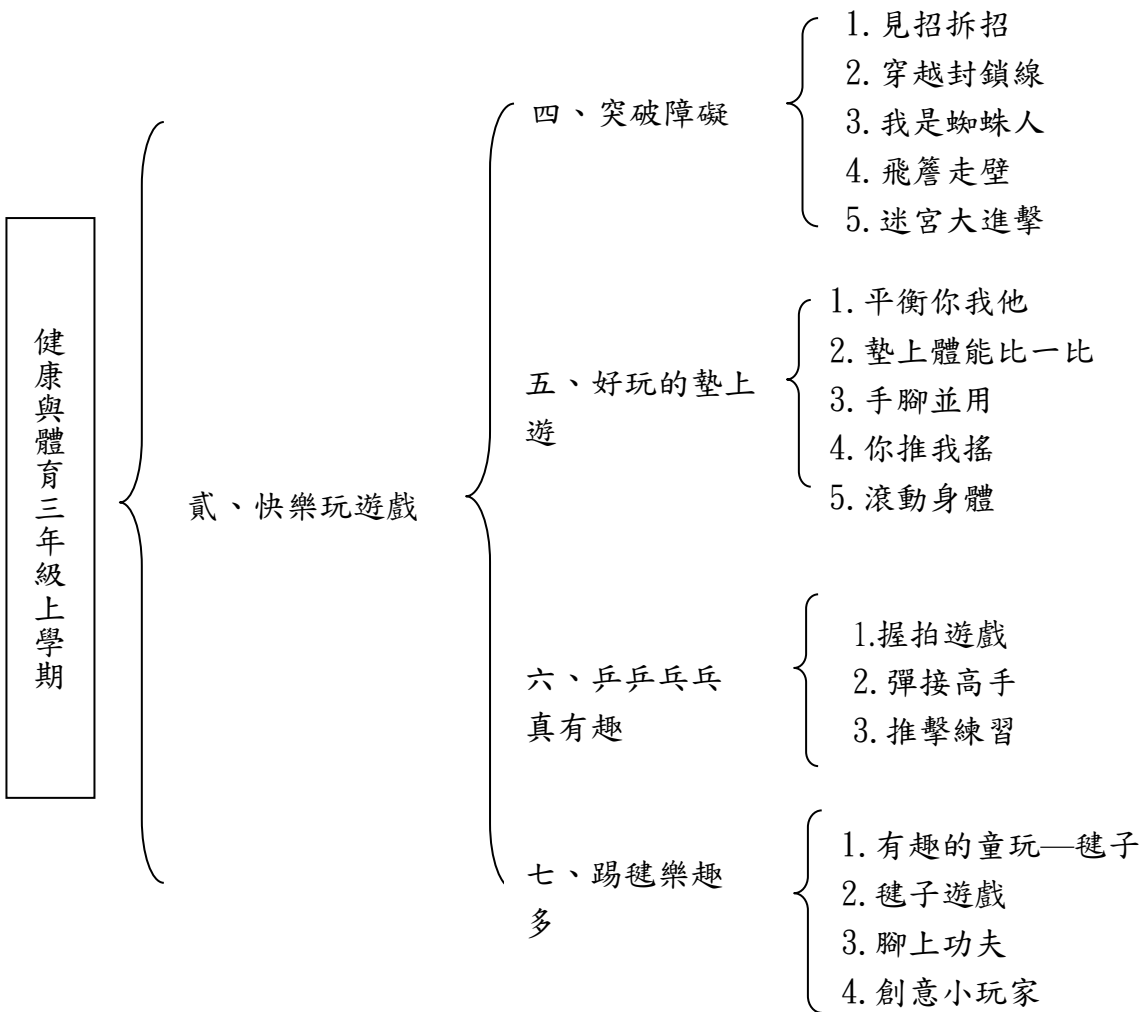 健康與體育三年級上學期
貳、快樂玩遊戲
四、突破障礙
1. 見招拆招
2. 穿越封鎖線
3. 我是蜘蛛人
4. 飛簷走壁
5. 迷宮大進擊
五、好玩的墊上
遊
1. 平衡你我他
2. 墊上體能比一比
3. 手腳並用
4. 你推我搖
5. 滾動身體
六、乒乒乓乓
真有趣
1.握拍遊戲
2. 彈接高手
3. 推擊練習
七、踢毽樂趣
多
1. 有趣的童玩—毽子
2. 毽子遊戲
3. 腳上功夫
4. 創意小玩家